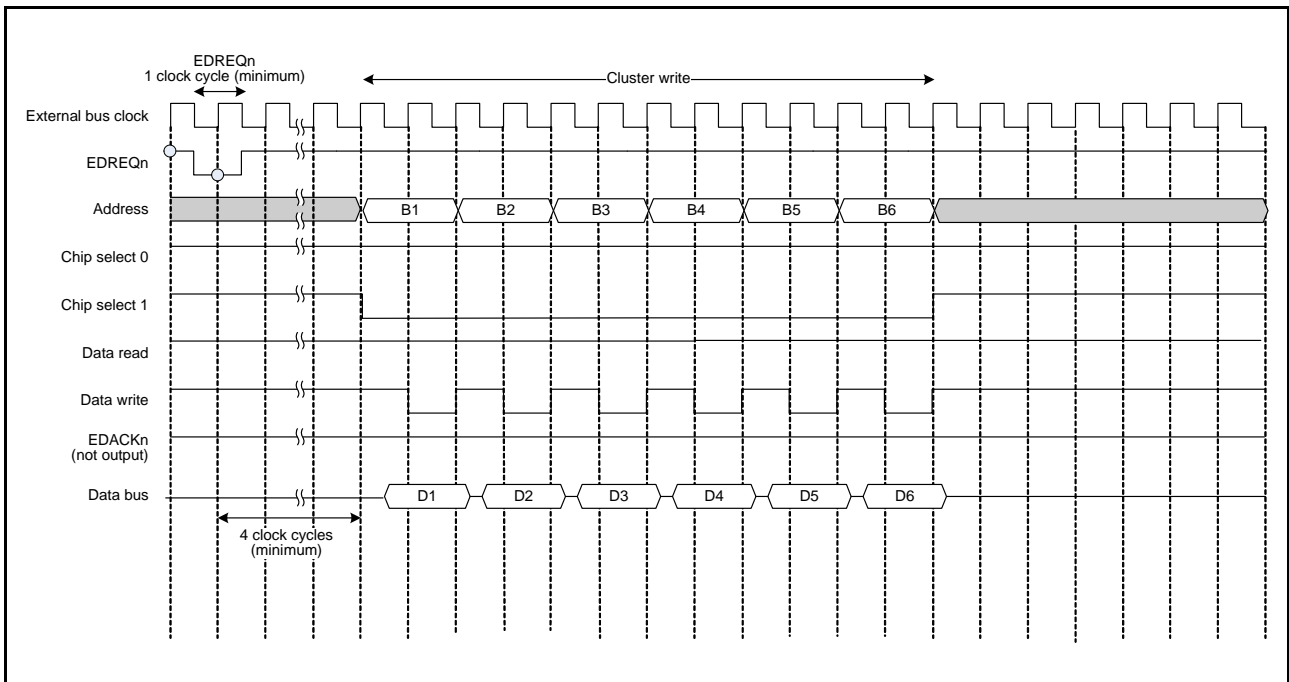 EDREQn
1 clock cycle (minimum)
Cluster write
External bus clock
EDREQn
Address
B1
B2
B3
B4
B5
B6
Chip select 0
Chip select 1
Data read
Data write
EDACKn
(not output)
Data bus
D1
D2
D3
D4
D5
D6
4 clock cycles
(minimum)